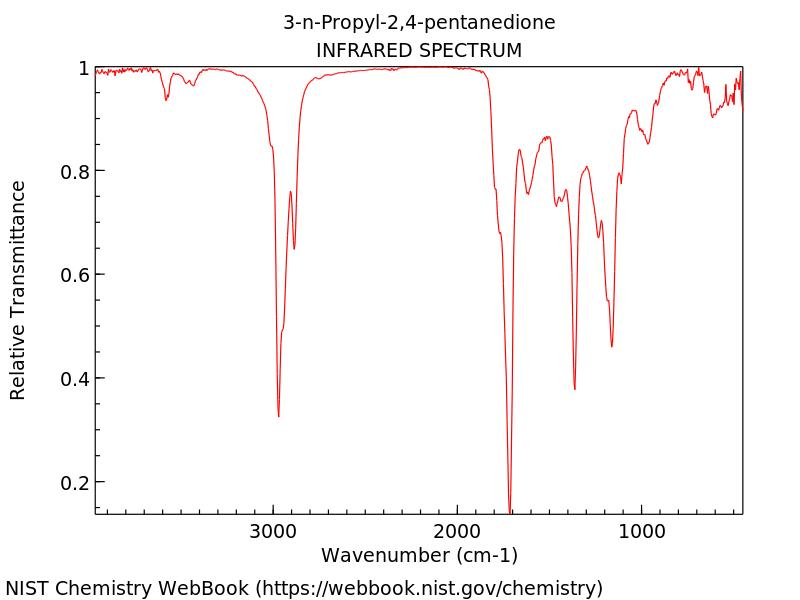 3-n-Propyl-2,4-pentanedione
INFRARED SPECTRUM
1
0.8
0.6
0.4
0.2
Relative Transmittance
3000 2000 1000
Wavenumber (cm-1)
NIST Chemistry WebBook (https://webbook.nist.gov/chemistry)